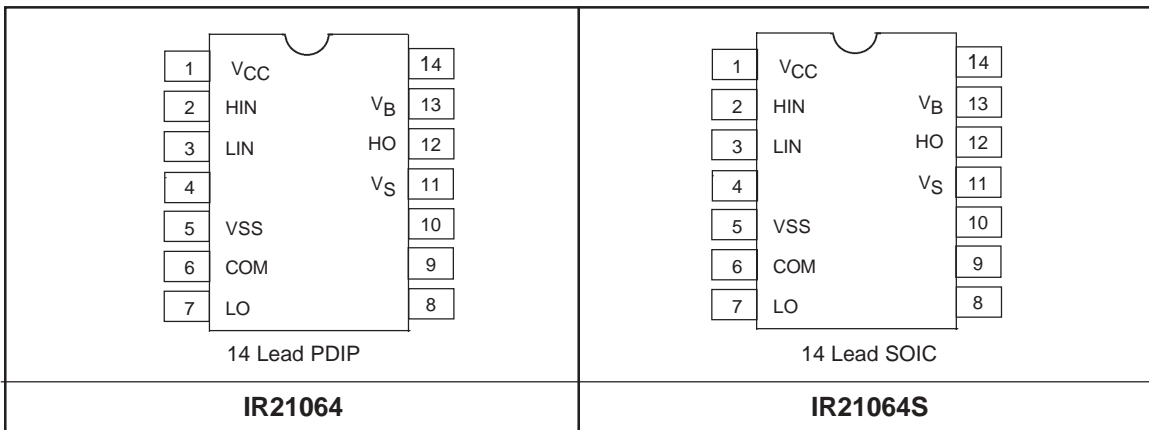 1 VCC 14
2 HIN VB 13
3 LIN HO 12
4 VS 11
5 VSS 10
6 COM 9
7 LO 8
14 Lead PDIP
IR21064
1 VCC 14
2 HIN VB 13
3 LIN HO 12
4 VS 11
5 VSS 10
6 COM 9
7 LO 8
14 Lead SOIC
IR21064S